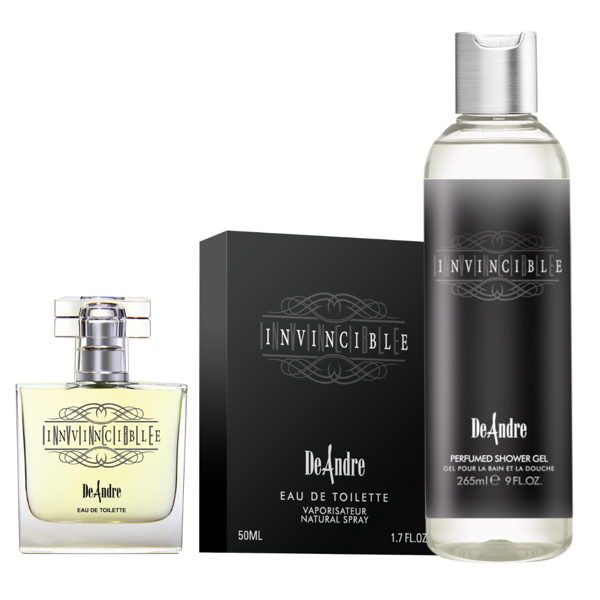 INVINCIBLE
DeAndre
EAU DE TOILETTE
INVINCIBLE
DeAndre
EAU DE TOILETTE
VAPORISATEUR
NATURAL SPRAY
50ML 1.7 FL.OZ
INVINCIBLE
DeAndre
PERFUMED SHOWER GEL
GEL POUR LA BAIN ET LA DOUCHE
265ml℮ 9 FL.OZ.